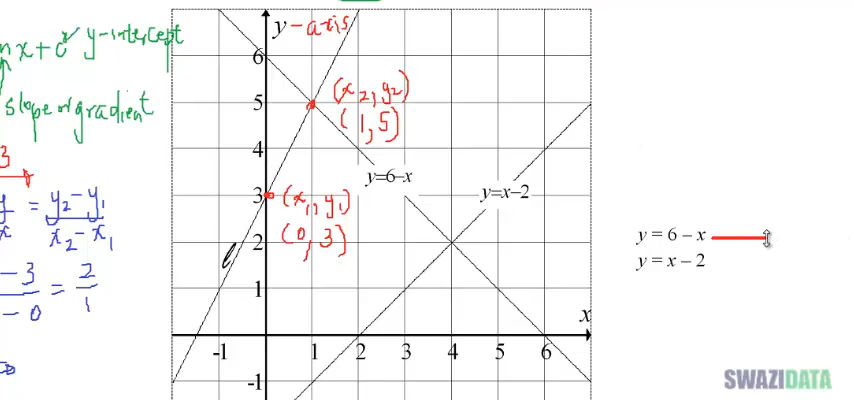 x + c y-intercept
slope or gradient
3
= y₂ – y₁
x₂ – x₁
– 3 = 2
– 0 1
y – axis
6
(x₂, y₂)
5
(1, 5)
4
y=6–x
3
(x₁, y₁)
y=x–2
2
(0, 3)
l
1
x
-1 1 2 3 4 5 6
-1
y = 6 – x
y = x – 2
SWAZIDATA